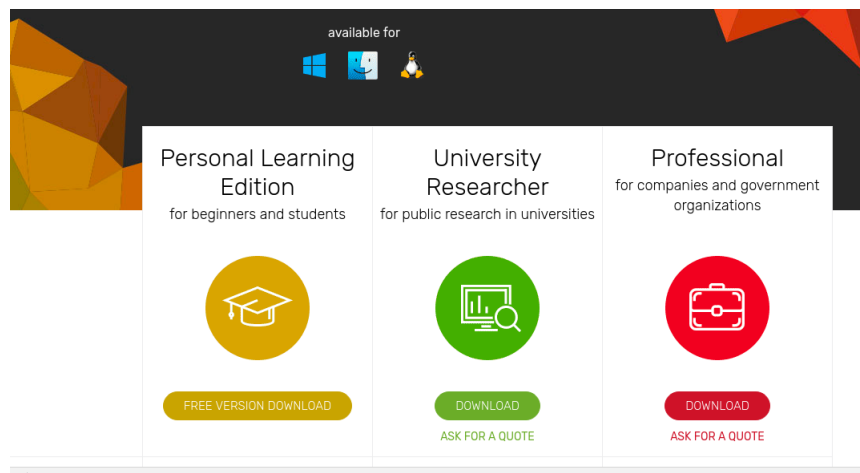 available for
Personal Learning
Edition
for beginners and students
University
Researcher
for public research in universities
Professional
for companies and government
organizations
FREE VERSION DOWNLOAD
DOWNLOAD
ASK FOR A QUOTE
DOWNLOAD
ASK FOR A QUOTE